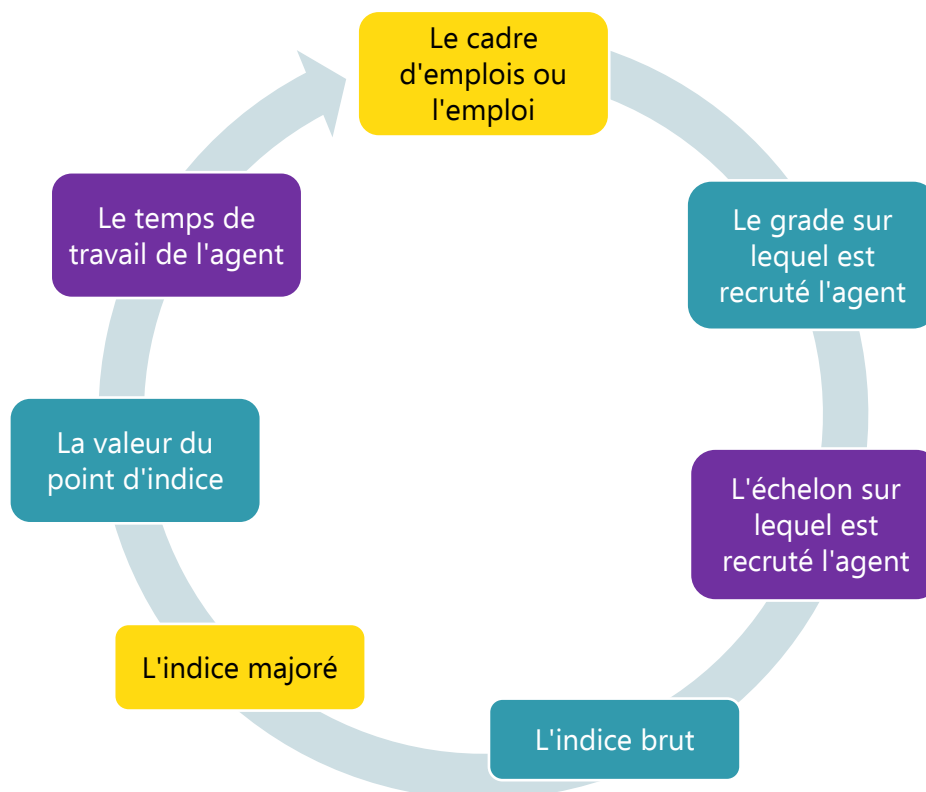 Le cadre
d'emplois ou
l'emploi
Le grade sur
lequel est
recruté l'agent
L'échelon sur
lequel est
recruté l'agent
L'indice brut
L'indice majoré
La valeur du
point d'indice
Le temps de
travail de l'agent